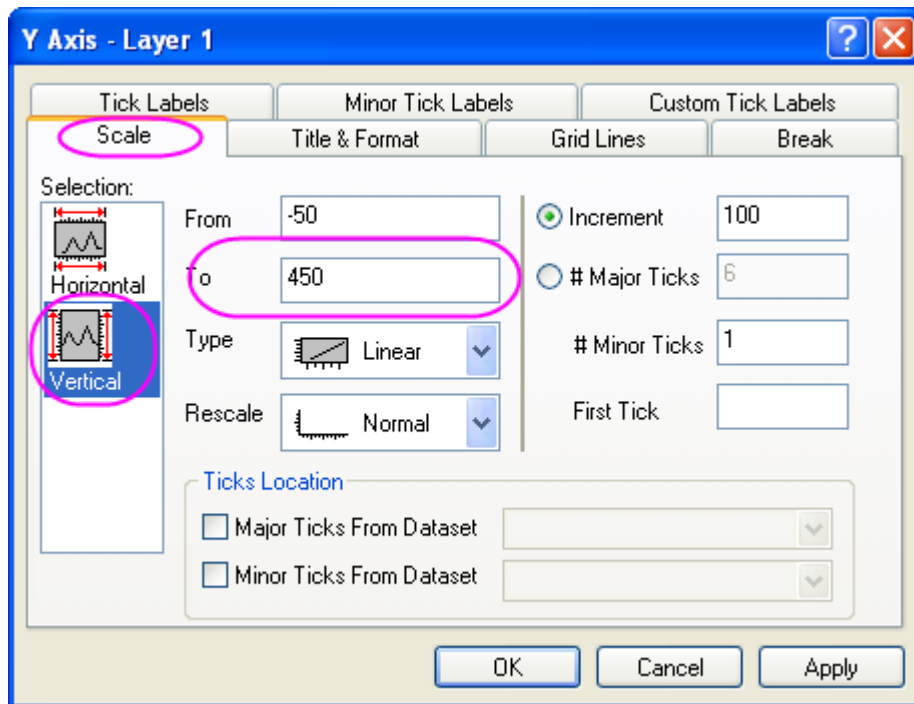 Y Axis - Layer 1
Tick Labels
Minor Tick Labels
Custom Tick Labels
Scale
Title & Format
Grid Lines
Break
Selection:
Horizontal
Vertical
From
-50
To
450
Type
Linear
Rescale
Normal
Increment
100
# Major Ticks
6
# Minor Ticks
1
First Tick
Ticks Location
Major Ticks From Dataset
Minor Ticks From Dataset
OK
Cancel
Apply